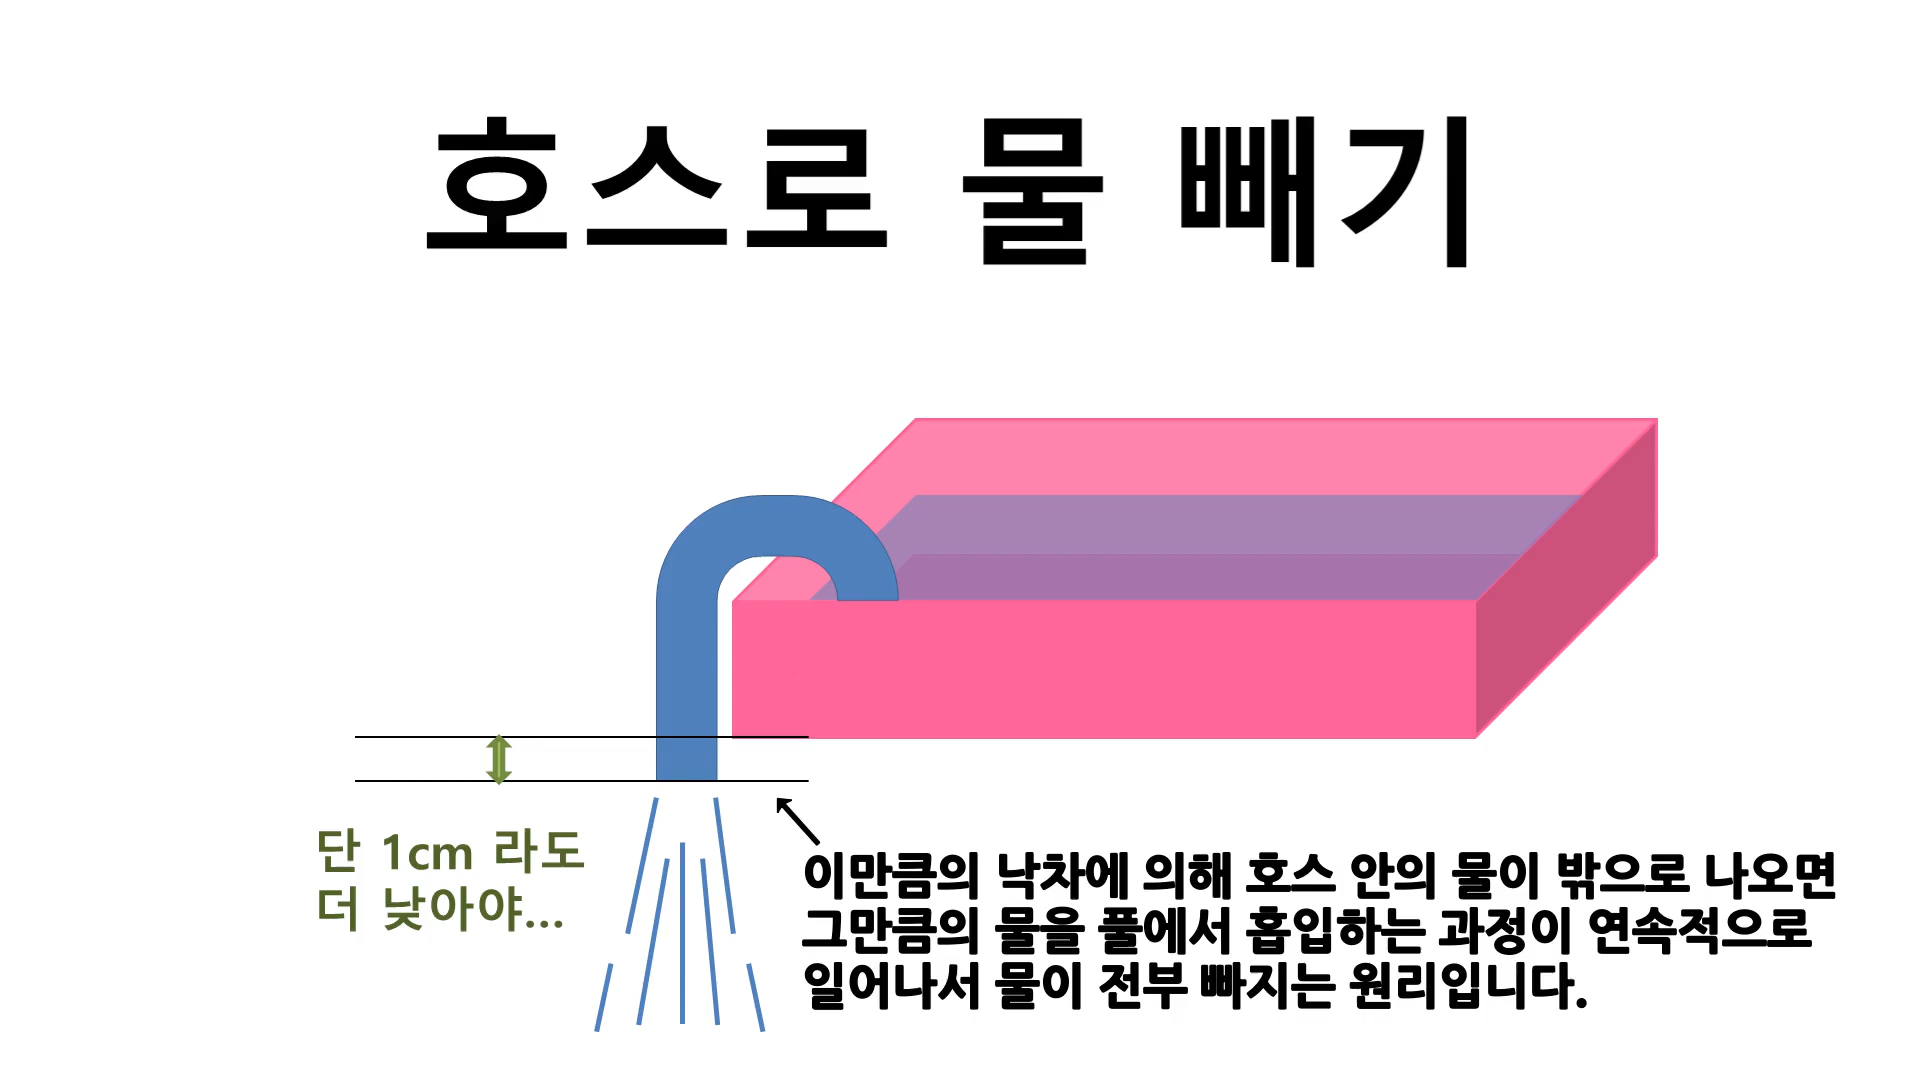 호스로 물 빼기
단 1cm 라도
더 낮아야...
이만큼의 낙차에 의해 호스 안의 물이 밖으로 나오면
그만큼의 물을 풀에서 흡입하는 과정이 연속적으로
일어나서 물이 전부 빠지는 원리입니다.